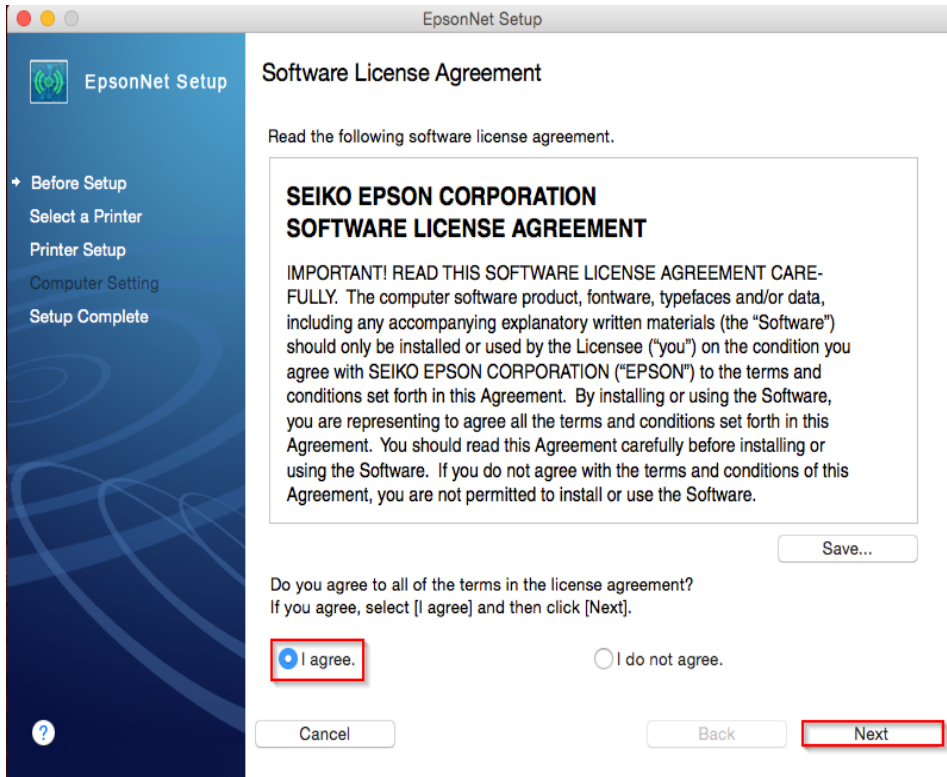 EpsonNet Setup
EpsonNet Setup
Before Setup
Select a Printer
Printer Setup
Computer Setting
Setup Complete
Software License Agreement
Read the following software license agreement.
SEIKO EPSON CORPORATION
SOFTWARE LICENSE AGREEMENT
IMPORTANT! READ THIS SOFTWARE LICENSE AGREEMENT CARE-
FULLY. The computer software product, fontware, typefaces and/or data,
including any accompanying explanatory written materials (the “Software”)
should only be installed or used by the Licensee (“you”) on the condition you
agree with SEIKO EPSON CORPORATION (“EPSON”) to the terms and
conditions set forth in this Agreement. By installing or using the Software,
you are representing to agree all the terms and conditions set forth in this
Agreement. You should read this Agreement carefully before installing or
using the Software. If you do not agree with the terms and conditions of this
Agreement, you are not permitted to install or use the Software.
Save...
Do you agree to all of the terms in the license agreement?
If you agree, select [I agree] and then click [Next].
I agree.
I do not agree.
?
Cancel
Back
Next